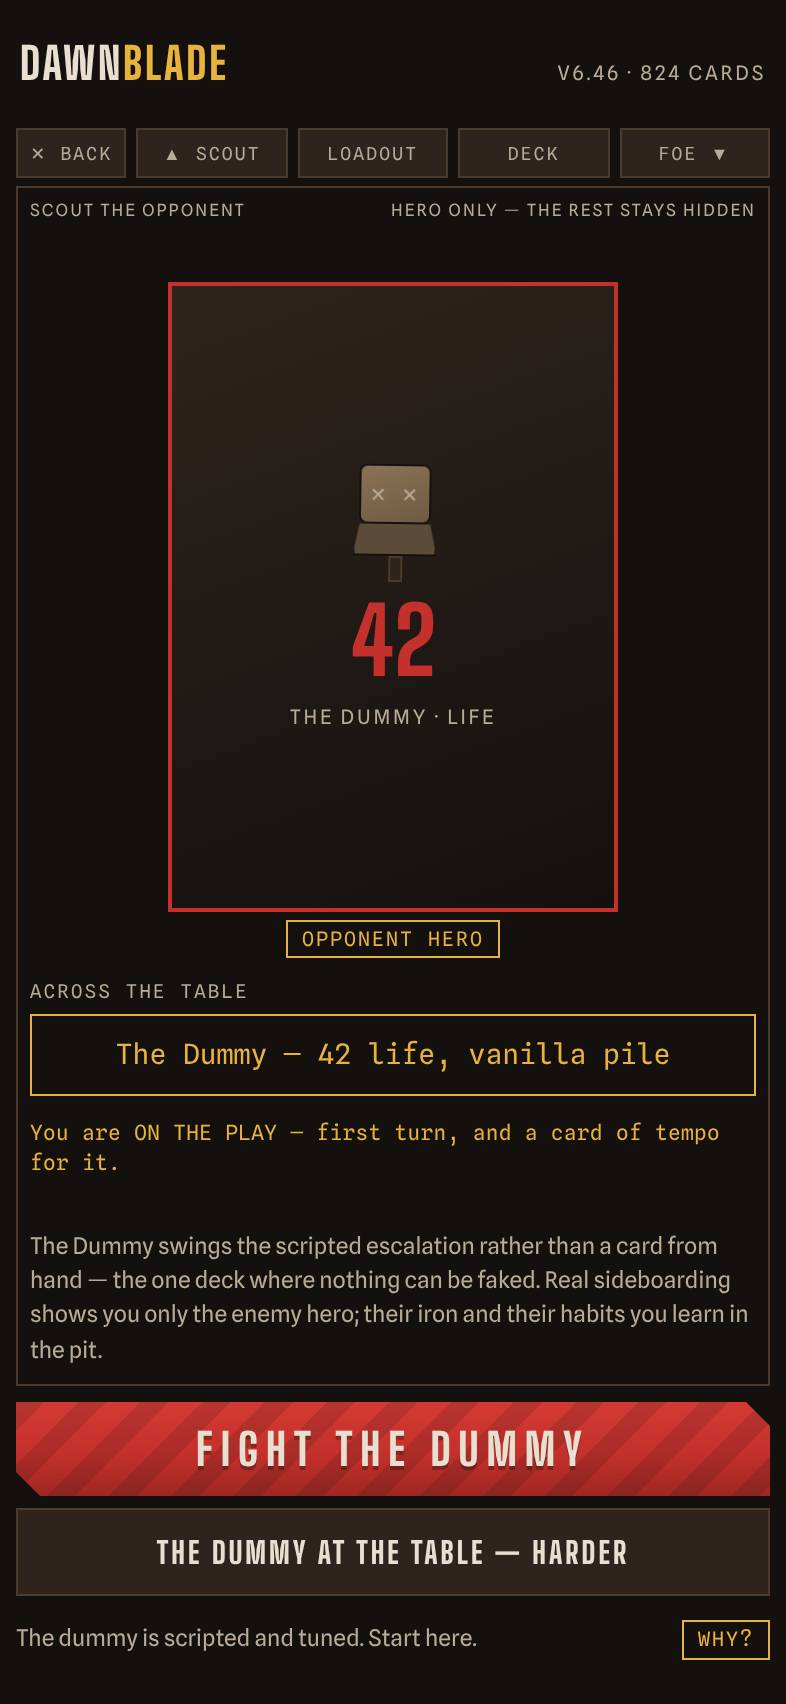 DAWNBLADE
V6.46 · 824 CARDS
✕ BACK
▲ SCOUT
LOADOUT
DECK
FOE ▼
SCOUT THE OPPONENT
HERO ONLY — THE REST STAYS HIDDEN
✕ ✕
42
THE DUMMY · LIFE
OPPONENT HERO
ACROSS THE TABLE
The Dummy — 42 life, vanilla pile
You are ON THE PLAY — first turn, and a card of tempo
for it.
The Dummy swings the scripted escalation rather than a card from
hand — the one deck where nothing can be faked. Real sideboarding
shows you only the enemy hero; their iron and their habits you learn in
the pit.
FIGHT THE DUMMY
THE DUMMY AT THE TABLE — HARDER
The dummy is scripted and tuned. Start here.
WHY?